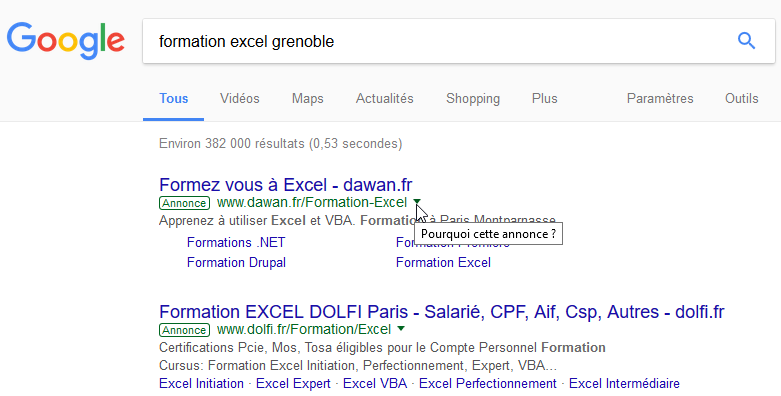 Google
formation excel grenoble
Tous Vidéos Maps Actualités Shopping Plus Paramètres Outils
Environ 382 000 résultats (0,53 secondes)
Formez vous à Excel - dawan.fr
Annonce www.dawan.fr/Formation-Excel
Apprenez à utiliser Excel et VBA. Formation à Paris Montparnasse
Pourquoi cette annonce ?
Formations .NET
Formation Drupal Formation Excel
Formation EXCEL DOLFI Paris - Salarié, CPF, Aif, Csp, Autres - dolfi.fr
Annonce www.dolfi.fr/Formation/Excel
Certifications Pcie, Mos, Tosa éligibles pour le Compte Personnel Formation
Cursus: Formation Excel Initiation, Perfectionnement, Expert, VBA...
Excel Initiation · Excel Expert · Excel VBA · Excel Perfectionnement · Excel Intermédiaire